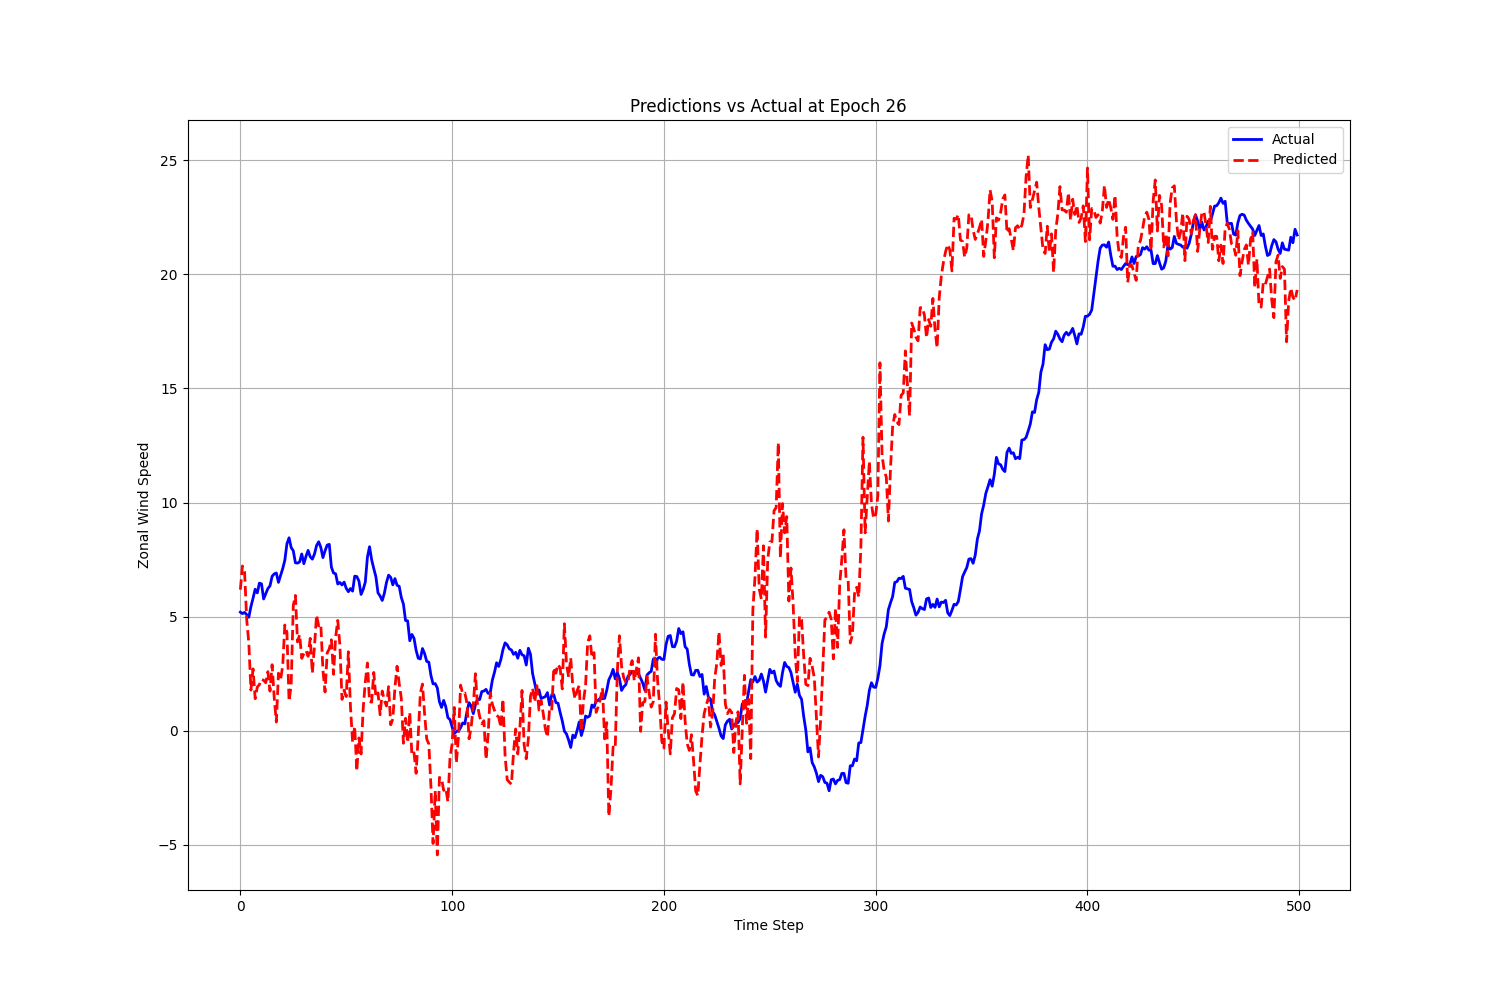 Predictions vs Actual at Epoch 26
Actual
Predicted
Zonal Wind Speed
25
20
15
10
5
0
−5
0 100 200 300 400 500
Time Step